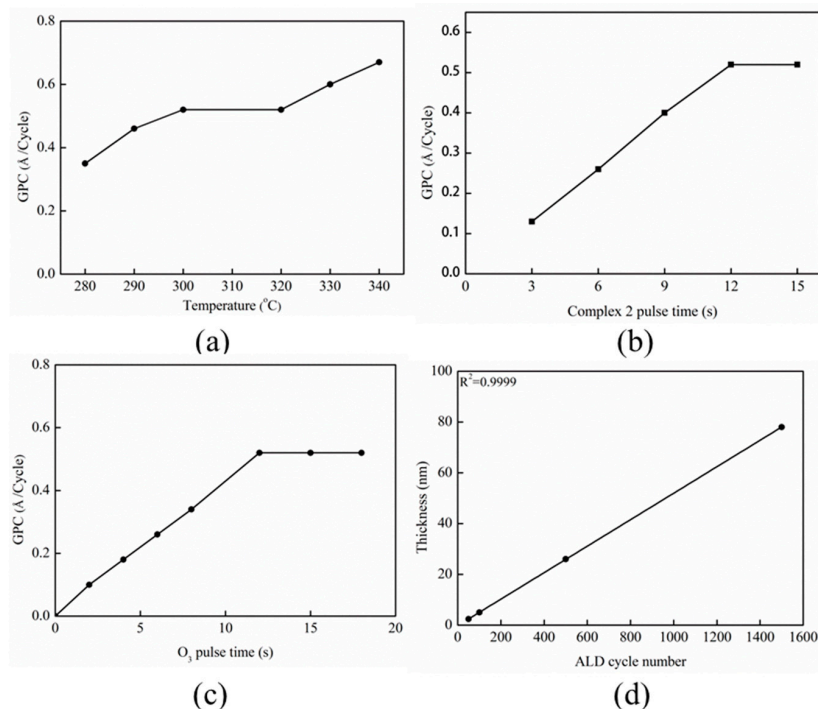 0.8
0.6
0.4
0.2
0.0
GPC (Å/Cycle)
280 290 300 310 320 330 340
Temperature (°C)
(a)
0.6
0.5
0.4
0.3
0.2
0.1
0.0
GPC (Å/Cycle)
0 3 6 9 12 15
Complex 2 pulse time (s)
(b)
0.8
0.4
0.2
0.0
GPC (Å/Cycle)
0 5 10 15 20
O₃ pulse time (s)
(c)
R²=0.9999
100
80
60
40
20
0
Thickness (nm)
200 400 600 800 1000 1200 1400 1600
ALD cycle number
(d)